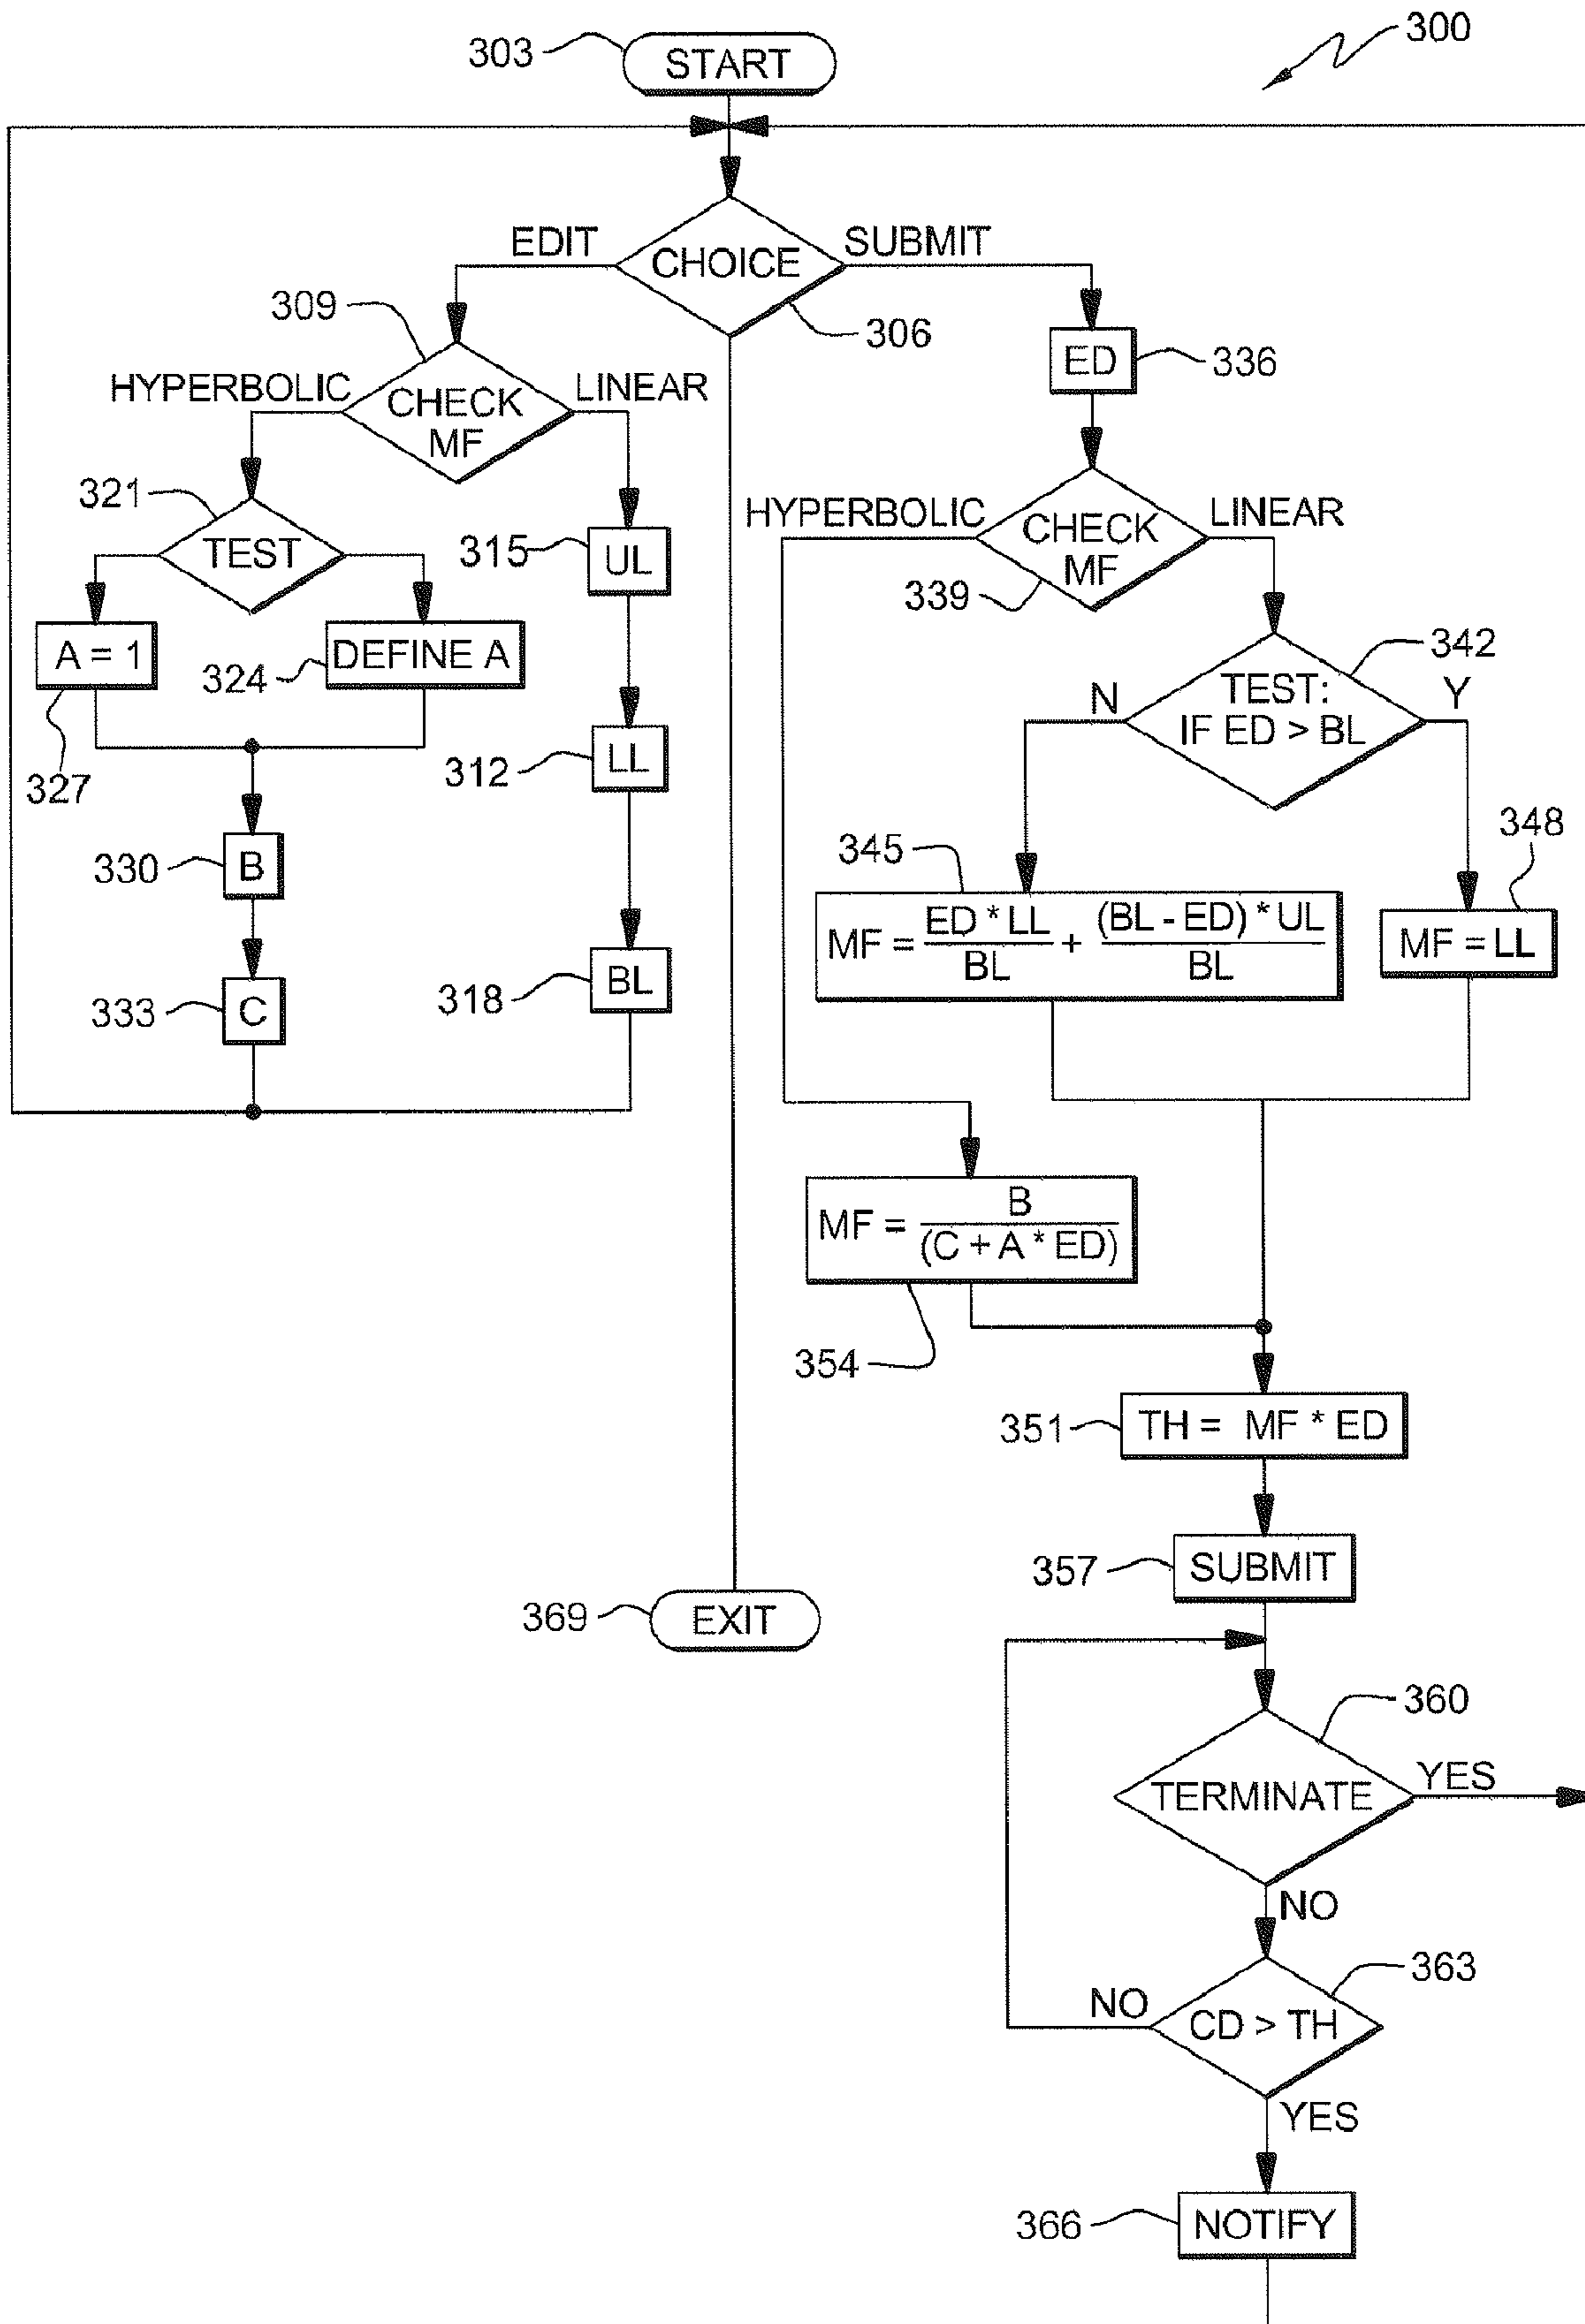 300
303
START
EDIT
CHOICE
SUBMIT
306
309
HYPERBOLIC
CHECK
MF
LINEAR
ED
336
321
TEST
315
UL
HYPERBOLIC
CHECK
MF
LINEAR
339
A = 1
327
324
DEFINE A
312
LL
342
N
TEST:
IF ED > BL
Y
330
B
345
MF = ED * LL / BL + (BL - ED) * UL / BL
348
MF = LL
333
C
318
BL
MF = B / (C + A * ED)
354
351
TH = MF * ED
357
SUBMIT
369
EXIT
360
TERMINATE
YES
NO
363
NO
CD > TH
YES
366
NOTIFY